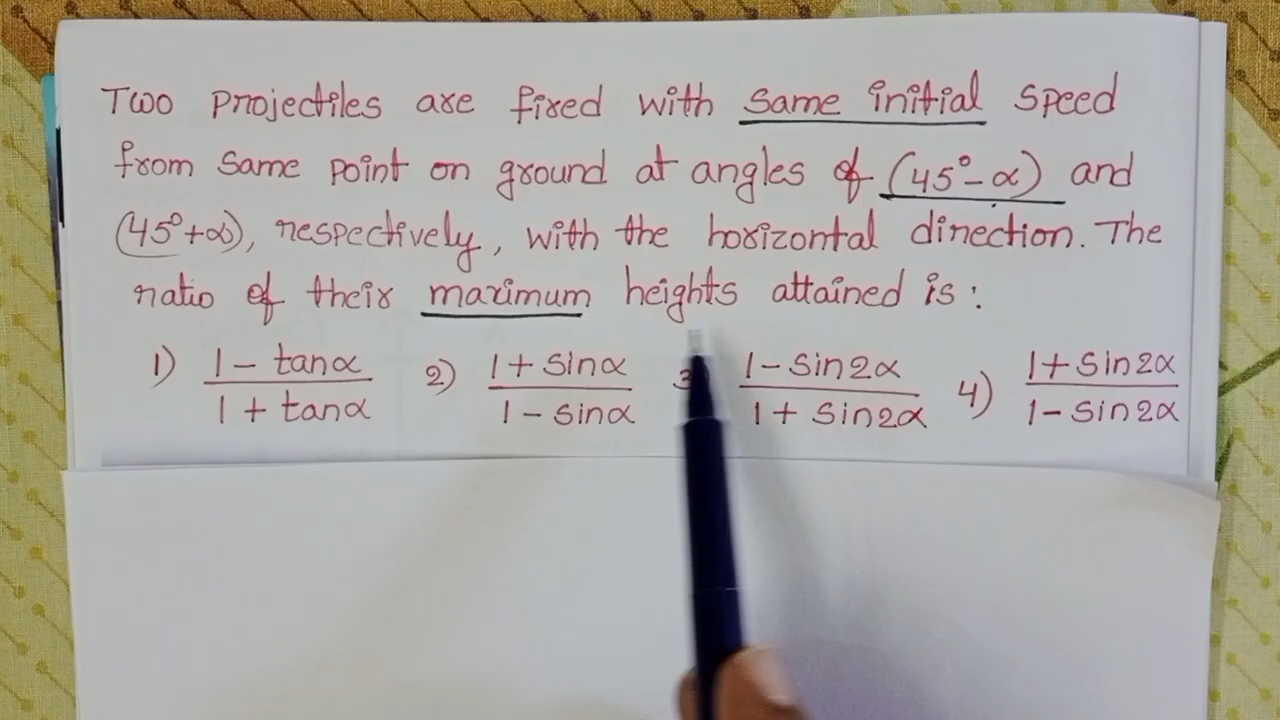 Two projectiles are fired with same initial speed
from same point on ground at angles of (45°-α) and
(45°+α), respectively, with the horizontal direction. The
ratio of their maximum heights attained is:
1) 1 - tanα / 1 + tanα 2) 1 + sinα / 1 - sinα 3 1 - sin2α / 1 + sin2α 4) 1 + sin2α / 1 - sin2α